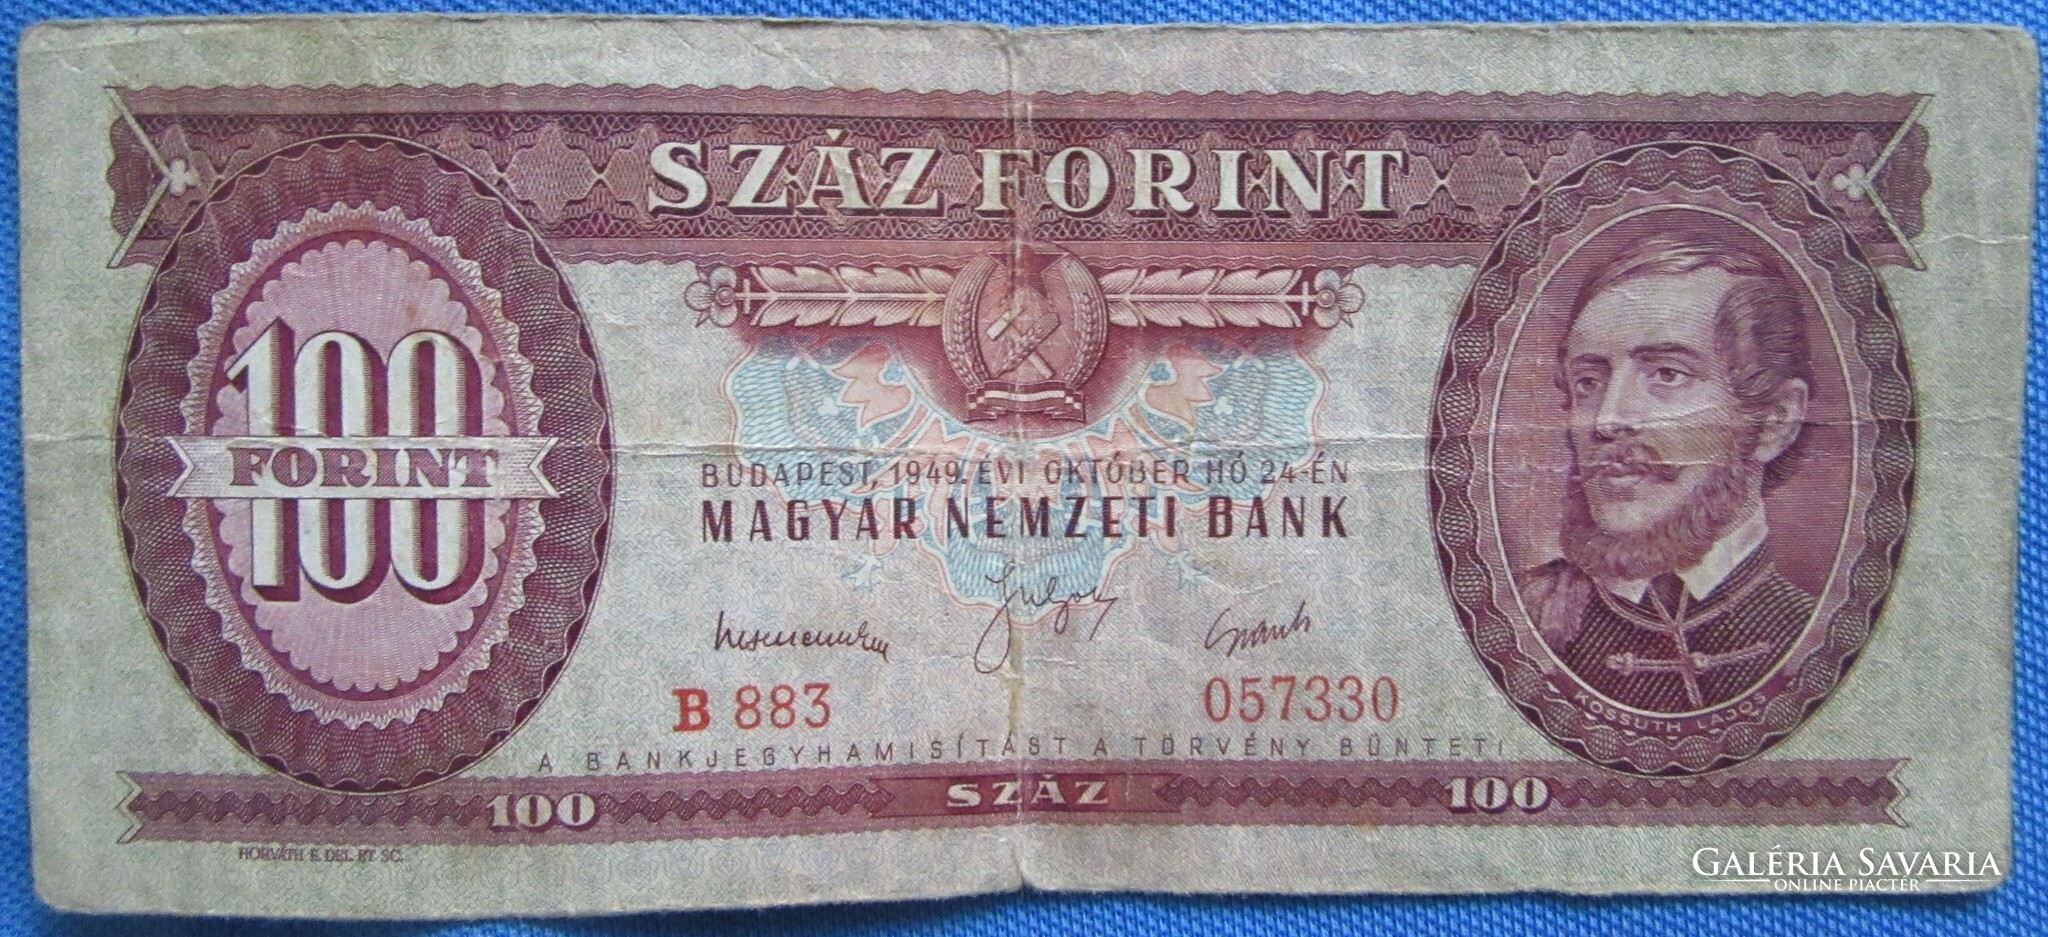 SZÁZ FORINT
100
FORINT
BUDAPEST, 1949. ÉVI OKTÓBER HÓ 24-ÉN
MAGYAR NEMZETI BANK
B 883
057330
KOSSUTH LAJOS
A BANKJEGYHAMISÍTÁST A TÖRVÉNY BÜNTETI
100
SZÁZ
100
HORVÁTH E. DEL. ET SC.
GALÉRIA SAVARIA
ONLINE PIACTÉR